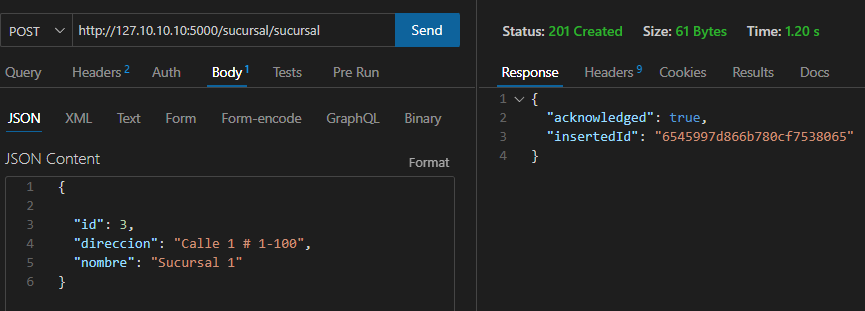 POST http://127.10.10.10:5000/sucursal/sucursal Send
Query Headers 2 Auth Body 1 Tests Pre Run
JSON XML Text Form Form-encode GraphQL Binary
JSON Content Format
1 {
2
3 "id": 3,
4 "direccion": "Calle 1 # 1-100",
5 "nombre": "Sucursal 1"
6 }
Status: 201 Created Size: 61 Bytes Time: 1.20 s
Response Headers 9 Cookies Results Docs
1 {
2 "acknowledged": true,
3 "insertedId": "6545997d866b780cf7538065"
4 }